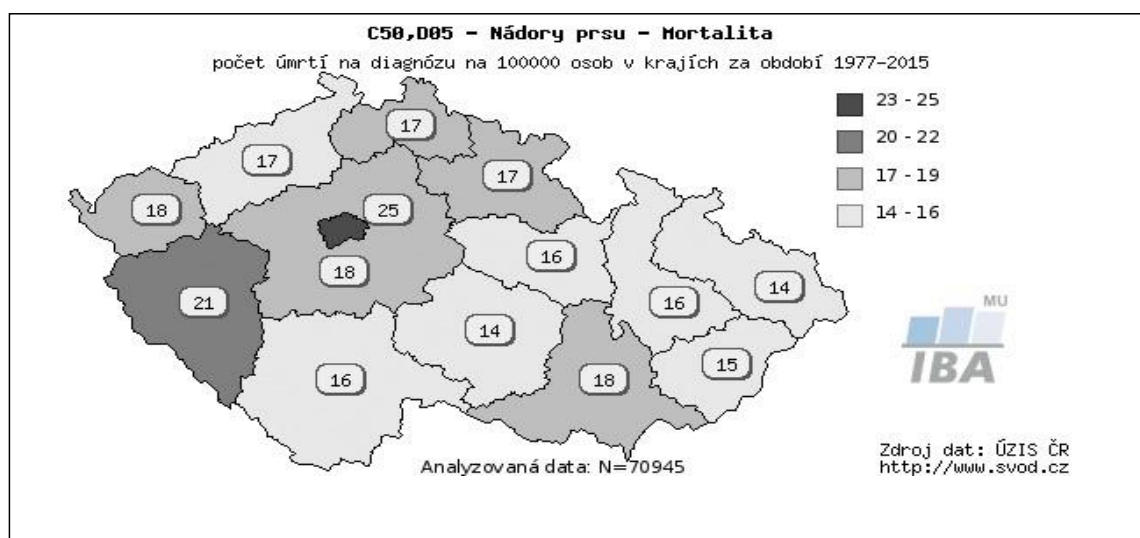 C50,D05 - Nádory prsu - Mortalita
počet úmrtí na diagnózu na 100000 osob v krajích za období 1977-2015
23 - 25
20 - 22
17 - 19
14 - 16
17
17
17
18
25
18
16
21
16
14
14
16
15
18
MU
IBA
Analyzovaná data: N=70945
Zdroj dat: ÚZIS ČR
http://www.svod.cz